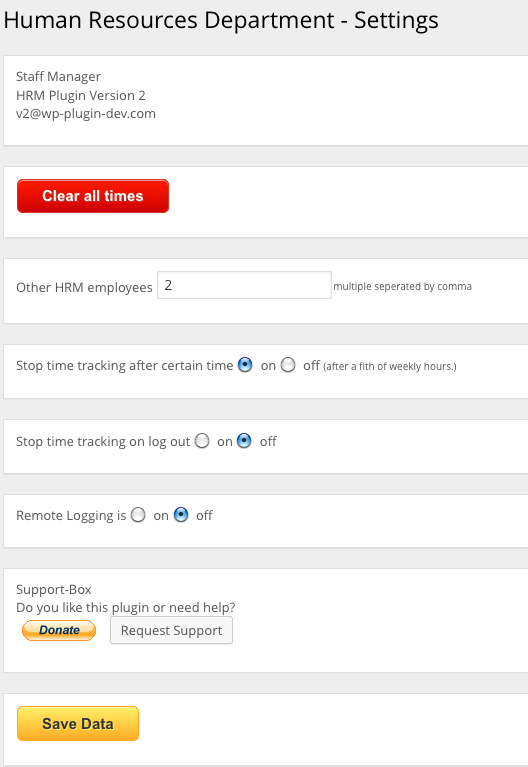 Human Resources Department - Settings
Staff Manager
HRM Plugin Version 2
v2@wp-plugin-dev.com
Clear all times
Other HRM employees 2 multiple seperated by comma
Stop time tracking after certain time on off (after a fith of weekly hours.)
Stop time tracking on log out on off
Remote Logging is on off
Support-Box
Do you like this plugin or need help?
Donate Request Support
Save Data